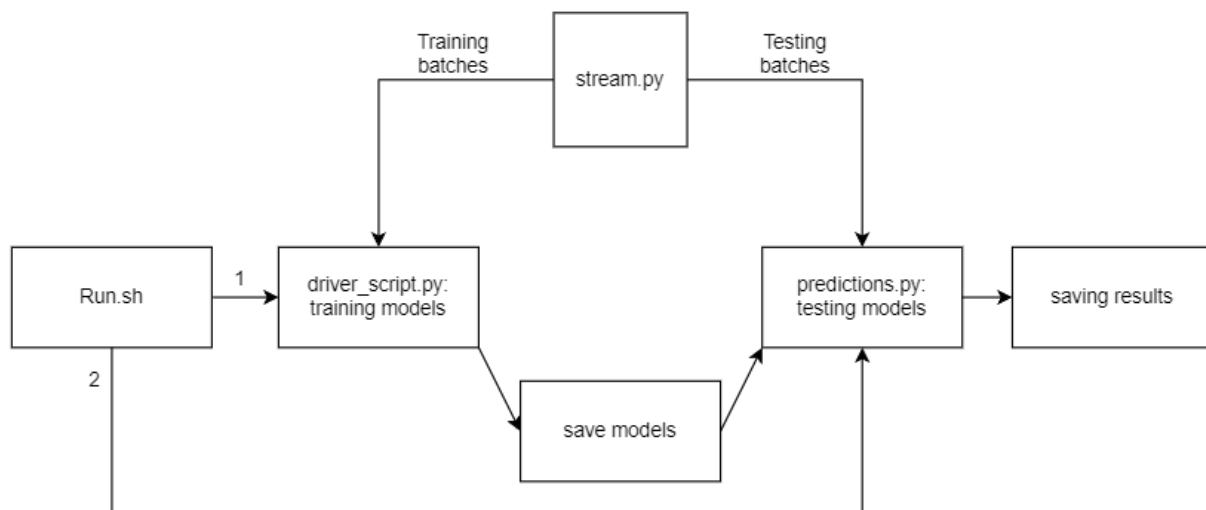 Training
batches
stream.py
Testing
batches
Run.sh
1
driver_script.py:
training models
predictions.py:
testing models
saving results
2
save models